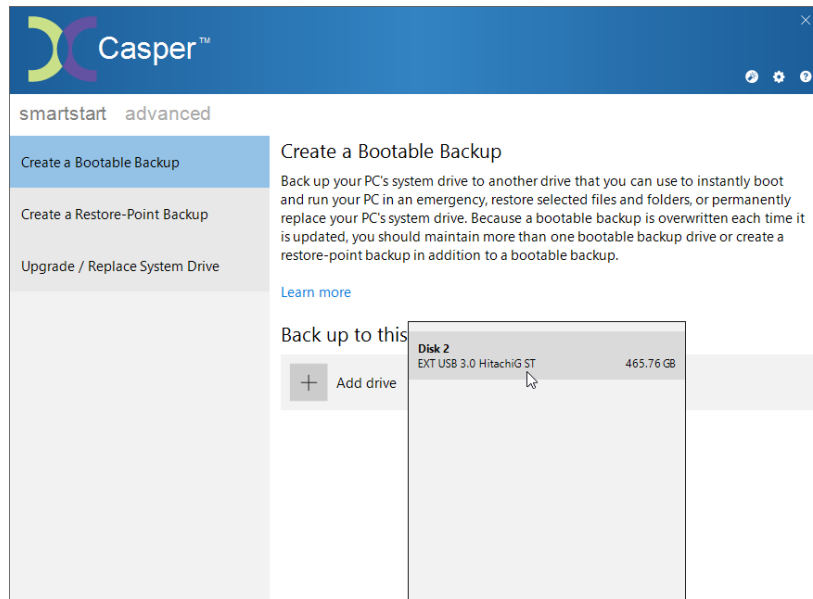 Casper™
smartstart advanced
Create a Bootable Backup
Create a Restore-Point Backup
Upgrade / Replace System Drive
Create a Bootable Backup
Back up your PC's system drive to another drive that you can use to instantly boot
and run your PC in an emergency, restore selected files and folders, or permanently
replace your PC's system drive. Because a bootable backup is overwritten each time it
is updated, you should maintain more than one bootable backup drive or create a
restore-point backup in addition to a bootable backup.
Learn more
Back up to this
Add drive
Disk 2
EXT USB 3.0 HitachiG ST 465.76 GB